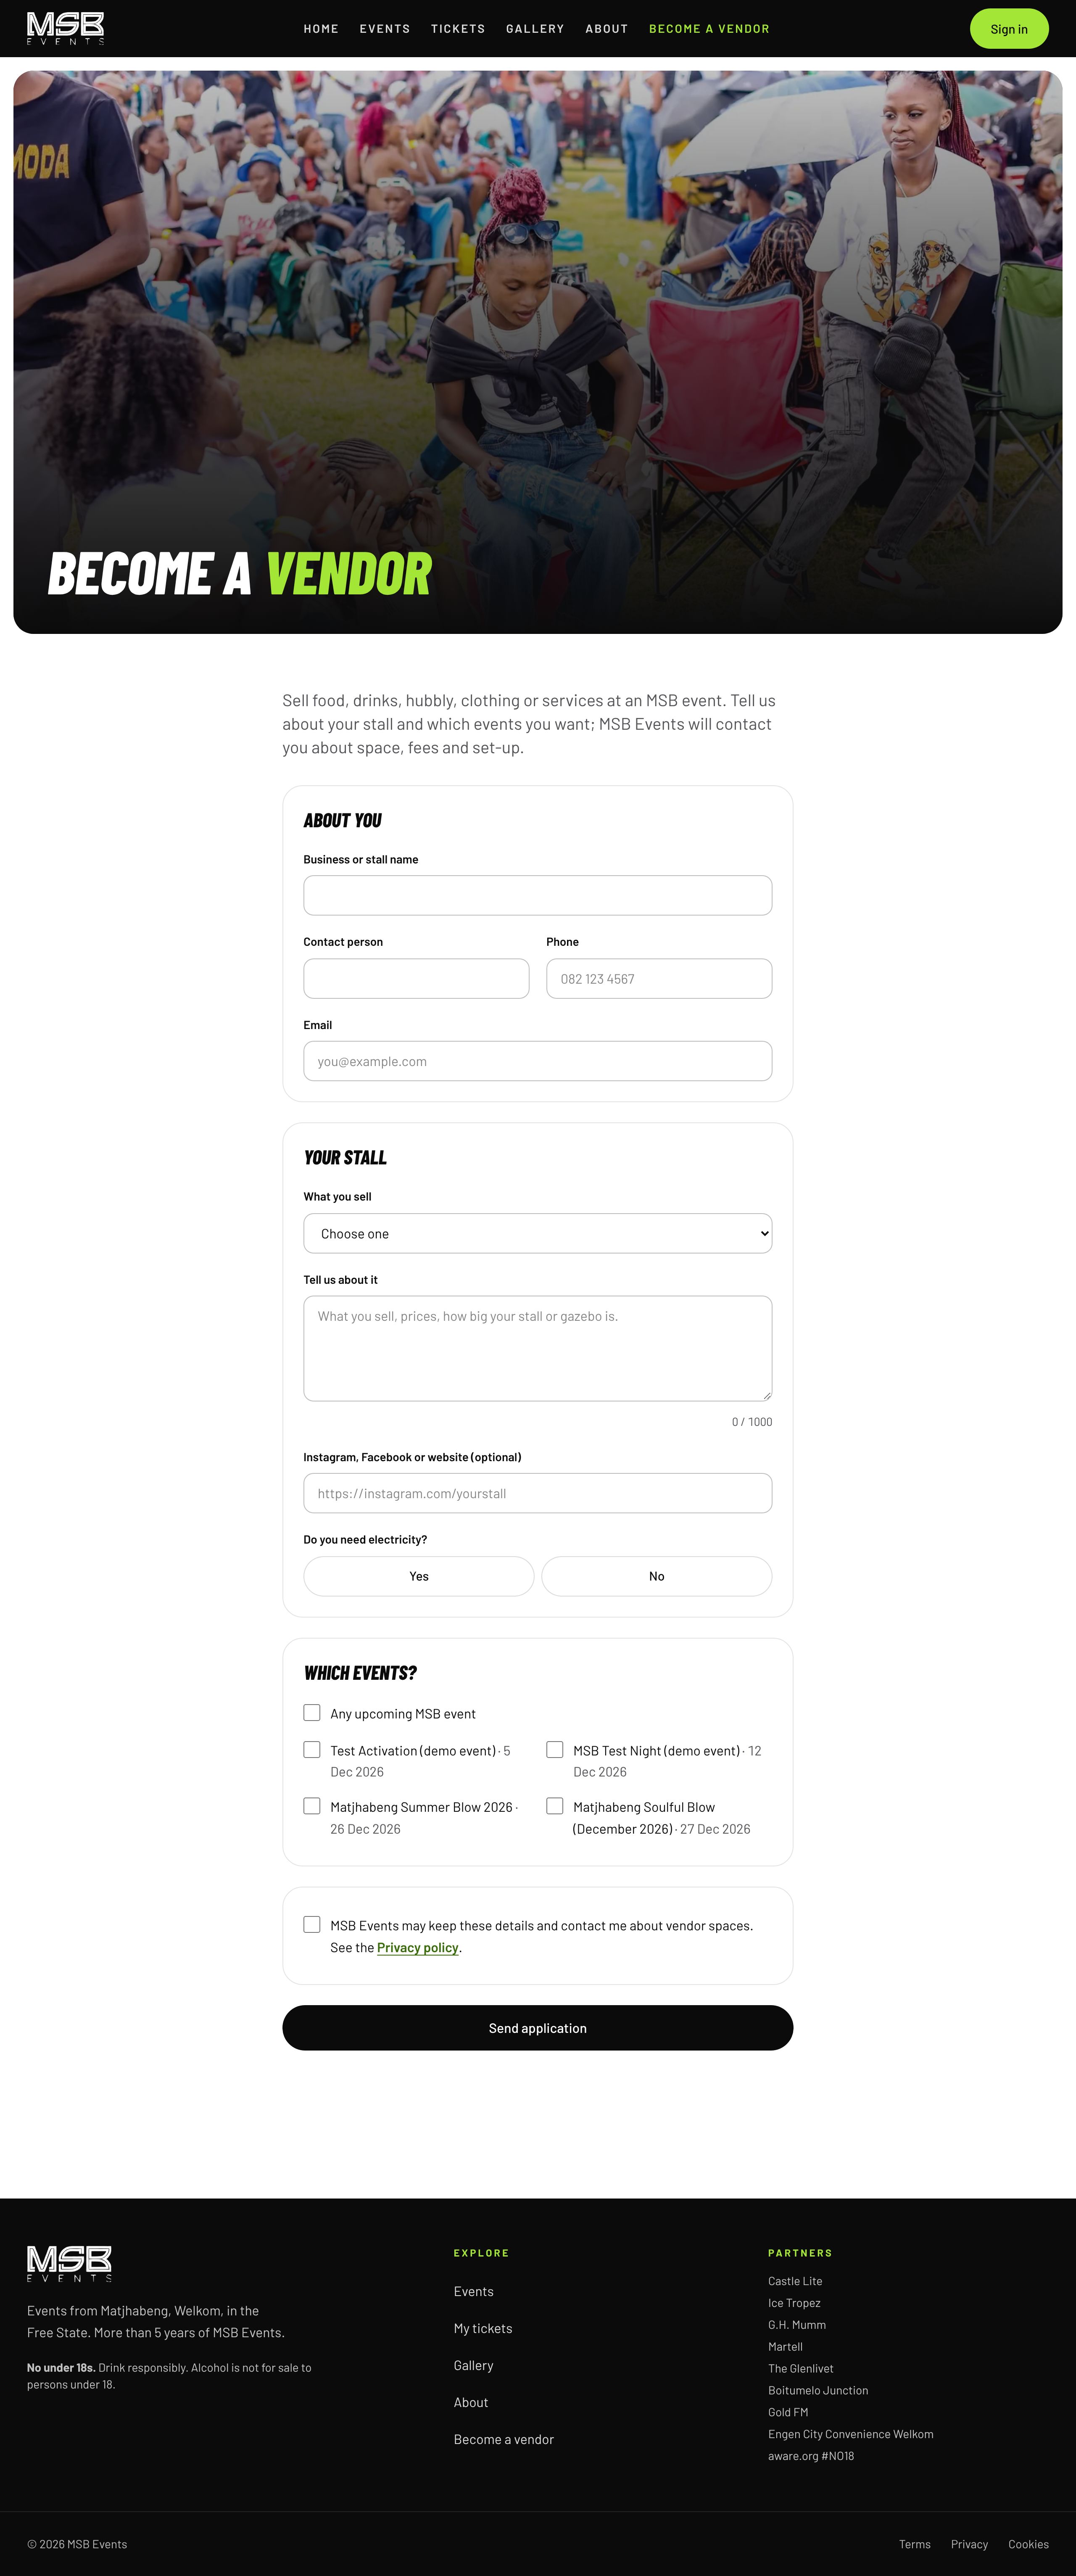 MSB
EVENTS
HOME
EVENTS
TICKETS
GALLERY
ABOUT
BECOME A VENDOR
Sign in
MODA
BECOME A VENDOR
Sell food, drinks, hubbly, clothing or services at an MSB event. Tell us
about your stall and which events you want; MSB Events will contact
you about space, fees and set-up.
ABOUT YOU
Business or stall name
Contact person
Phone
082 123 4567
Email
you@example.com
YOUR STALL
What you sell
Choose one
Tell us about it
What you sell, prices, how big your stall or gazebo is.
0 / 1000
Instagram, Facebook or website (optional)
https://instagram.com/yourstall
Do you need electricity?
Yes
No
WHICH EVENTS?
Any upcoming MSB event
Test Activation (demo event) · 5
Dec 2026
MSB Test Night (demo event) · 12
Dec 2026
Matjhabeng Summer Blow 2026 ·
26 Dec 2026
Matjhabeng Soulful Blow
(December 2026) · 27 Dec 2026
MSB Events may keep these details and contact me about vendor spaces.
See the Privacy policy.
Send application
MSB
EVENTS
Events from Matjhabeng, Welkom, in the
Free State. More than 5 years of MSB Events.
No under 18s. Drink responsibly. Alcohol is not for sale to
persons under 18.
EXPLORE
Events
My tickets
Gallery
About
Become a vendor
PARTNERS
Castle Lite
Ice Tropez
G.H. Mumm
Martell
The Glenlivet
Boitumelo Junction
Gold FM
Engen City Convenience Welkom
aware.org #NO18
© 2026 MSB Events
Terms
Privacy
Cookies